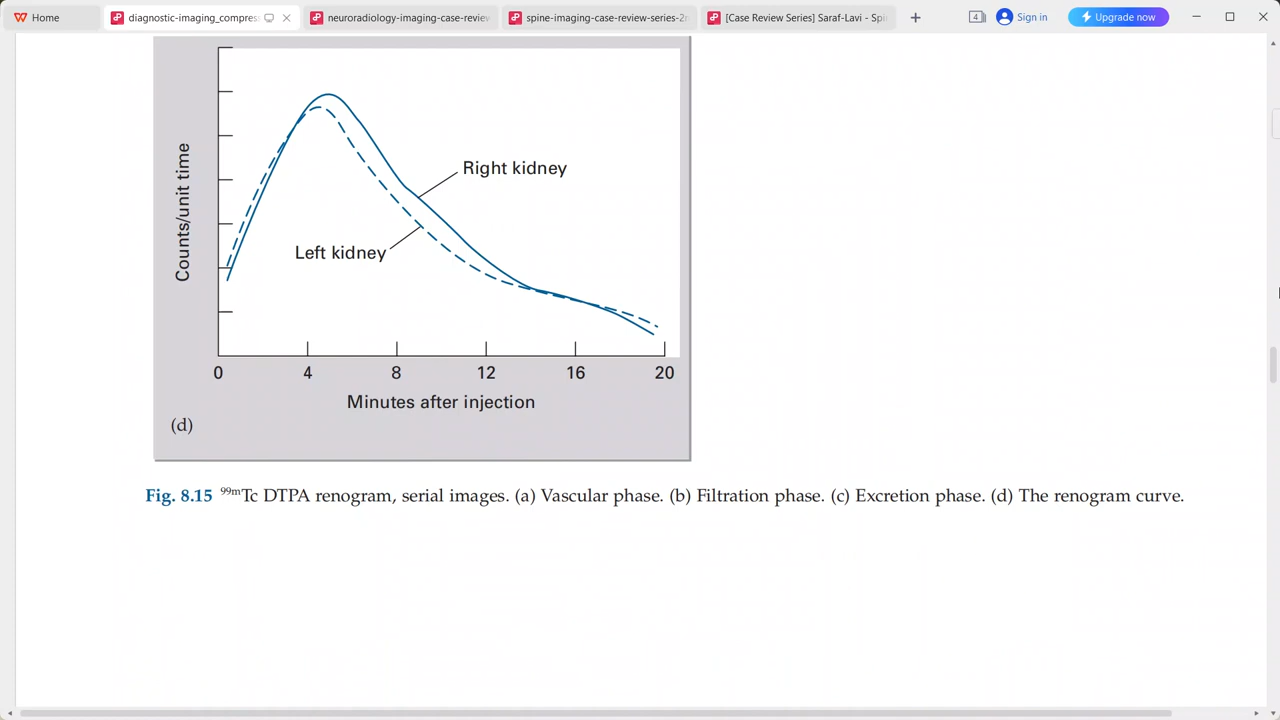 Home
diagnostic-imaging_compres
neuroradiology-imaging-case-review
spine-imaging-case-review-series-2n
[Case Review Series] Saraf-Lavi - Spi
4
Sign in
Upgrade now
Counts/unit time
Right kidney
Left kidney
0 4 8 12 16 20
Minutes after injection
(d)
Fig. 8.15 99mTc DTPA renogram, serial images. (a) Vascular phase. (b) Filtration phase. (c) Excretion phase. (d) The renogram curve.